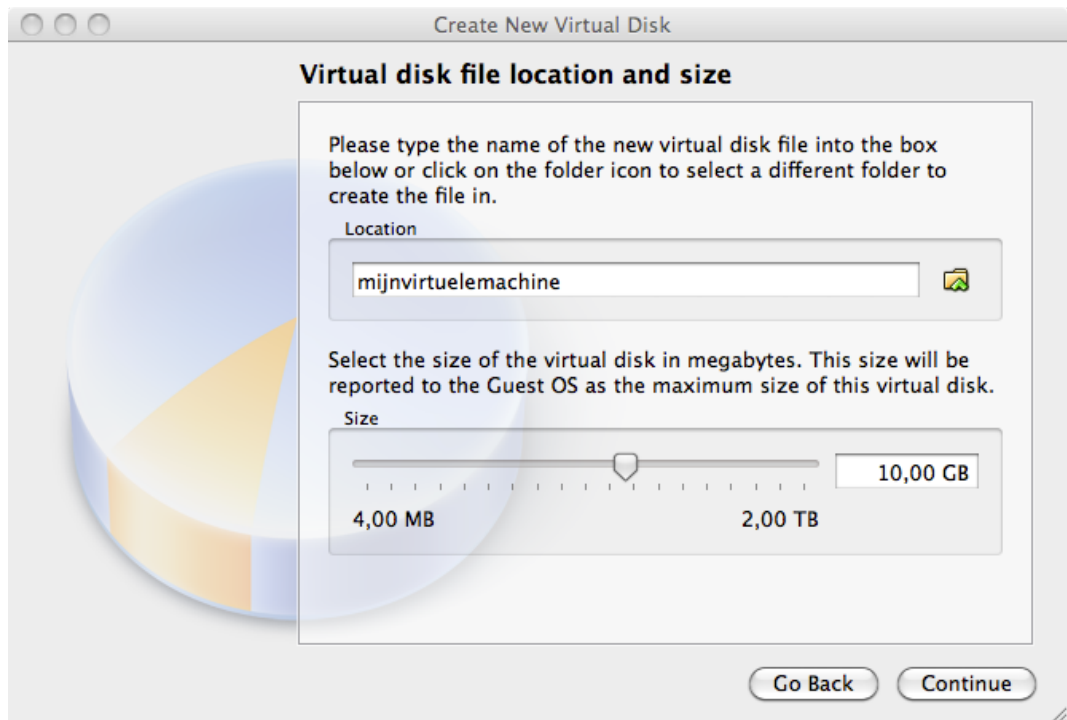 Create New Virtual Disk
Virtual disk file location and size
Please type the name of the new virtual disk file into the box
below or click on the folder icon to select a different folder to
create the file in.
Location
mijnvirtuelemachine
Select the size of the virtual disk in megabytes. This size will be
reported to the Guest OS as the maximum size of this virtual disk.
Size
10,00 GB
4,00 MB 2,00 TB
Go Back Continue